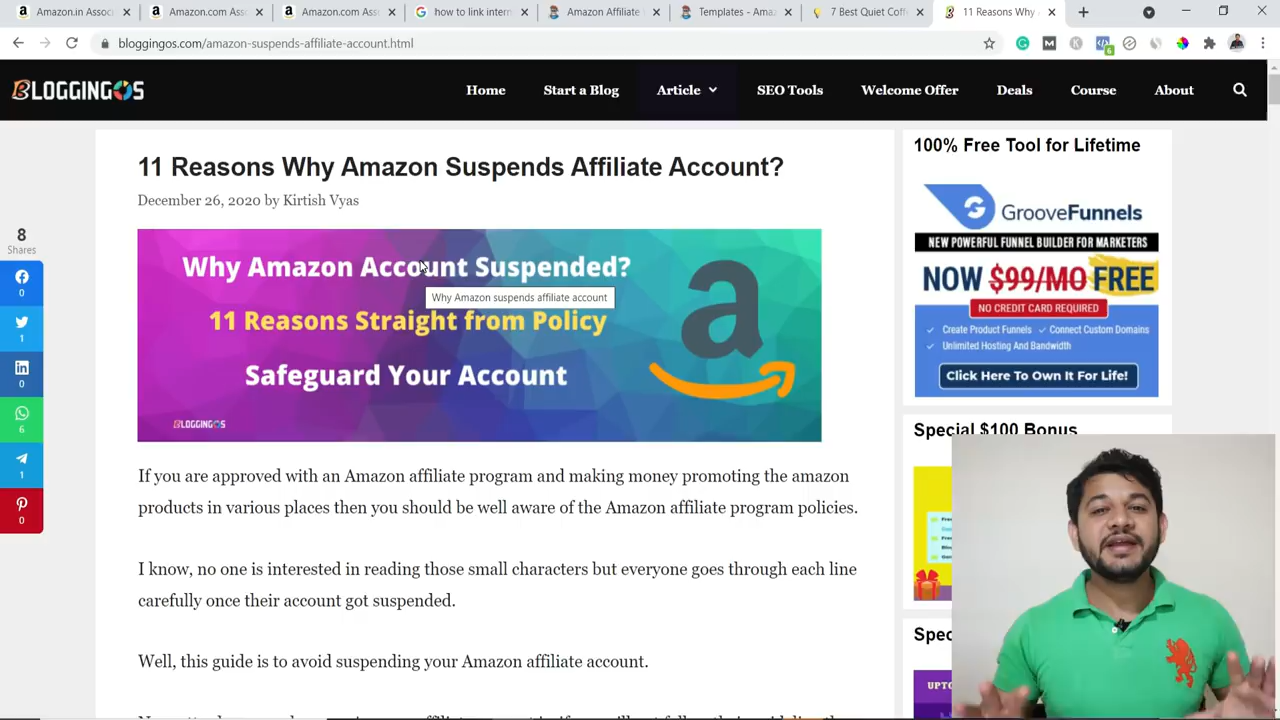 Amazon.in Associ
Amazon.com Ass
Amazon.com Ass
how to link intern
Amazon Affiliate
Templates - Ama
7 Best Quiet Coff
11 Reasons Why
bloggingos.com/amazon-suspends-affiliate-account.html
6
BLOGGINGOS
Home
Start a Blog
Article
SEO Tools
Welcome Offer
Deals
Course
About
11 Reasons Why Amazon Suspends Affiliate Account?
December 26, 2020 by Kirtish Vyas
8
Shares
0
1
0
6
1
0
Why Amazon Account Suspended?
Why Amazon suspends affiliate account
11 Reasons Straight from Policy
Safeguard Your Account
BLOGGINGOS
a
If you are approved with an Amazon affiliate program and making money promoting the amazon
products in various places then you should be well aware of the Amazon affiliate program policies.
I know, no one is interested in reading those small characters but everyone goes through each line
carefully once their account got suspended.
Well, this guide is to avoid suspending your Amazon affiliate account.
100% Free Tool for Lifetime
GrooveFunnels
NEW POWERFUL FUNNEL BUILDER FOR MARKETERS
NOW $99/MO FREE
NO CREDIT CARD REQUIRED
Create Product Funnels
Connect Custom Domains
Unlimited Hosting And Bandwidth
Click Here To Own It For Life!
Special $100 Bonus
Spec
UPTO